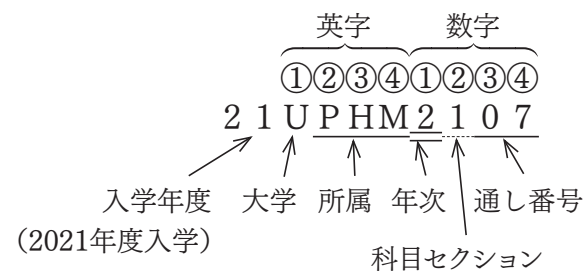 英字 数字
①②③④①②③④
21UPHM2107
入学年度 大学 所属 年次 通し番号
（2021年度入学）
科目セクション